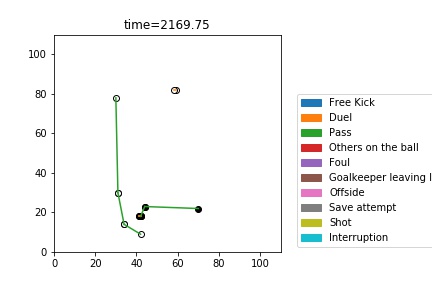 time=2169.75
100
80
60
40
20
0
0 20 40 60 80 100
Free Kick
Duel
Pass
Others on the ball
Foul
Goalkeeper leaving l
Offside
Save attempt
Shot
Interruption